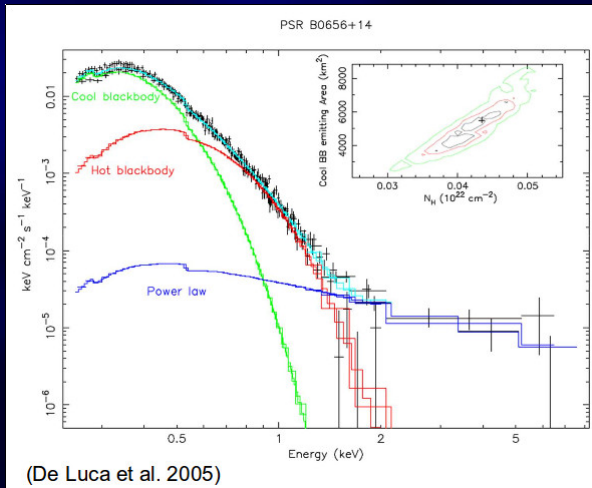 PSR B0656+14
keV cm⁻² s⁻¹ keV⁻¹
0.01
10⁻³
10⁻⁴
10⁻⁵
10⁻⁶
Cool blackbody
Hot blackbody
Power law
Cool BB emitting Area (km²)
8000
6000
4000
0.03 0.04 0.05
N_H (10²² cm⁻²)
0.5 1 2 5
Energy (keV)
(De Luca et al. 2005)